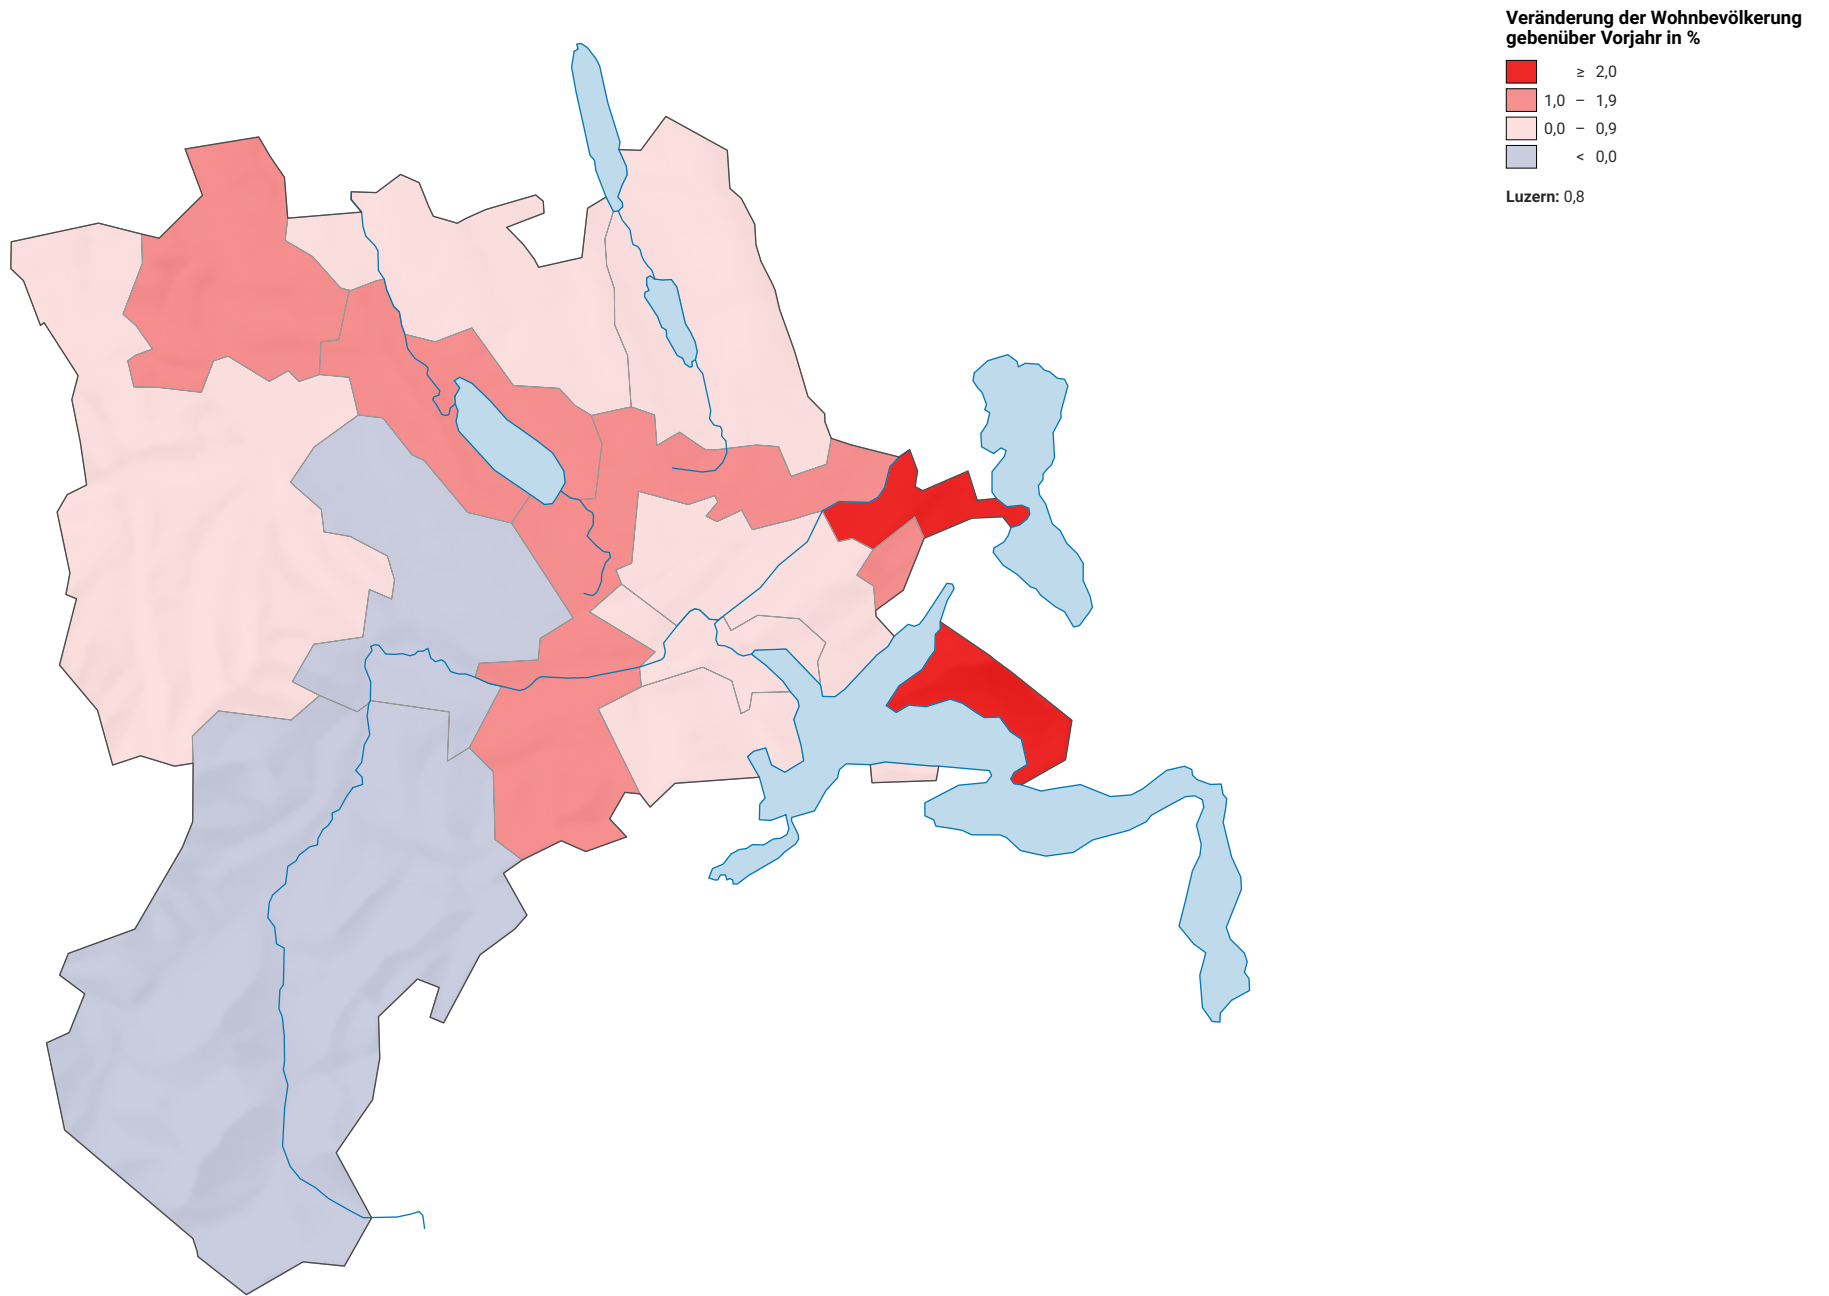 Veränderung der Wohnbevölkerung
gebenüber Vorjahr in %
≥ 2,0
1,0 – 1,9
0,0 – 0,9
< 0,0
Luzern: 0,8